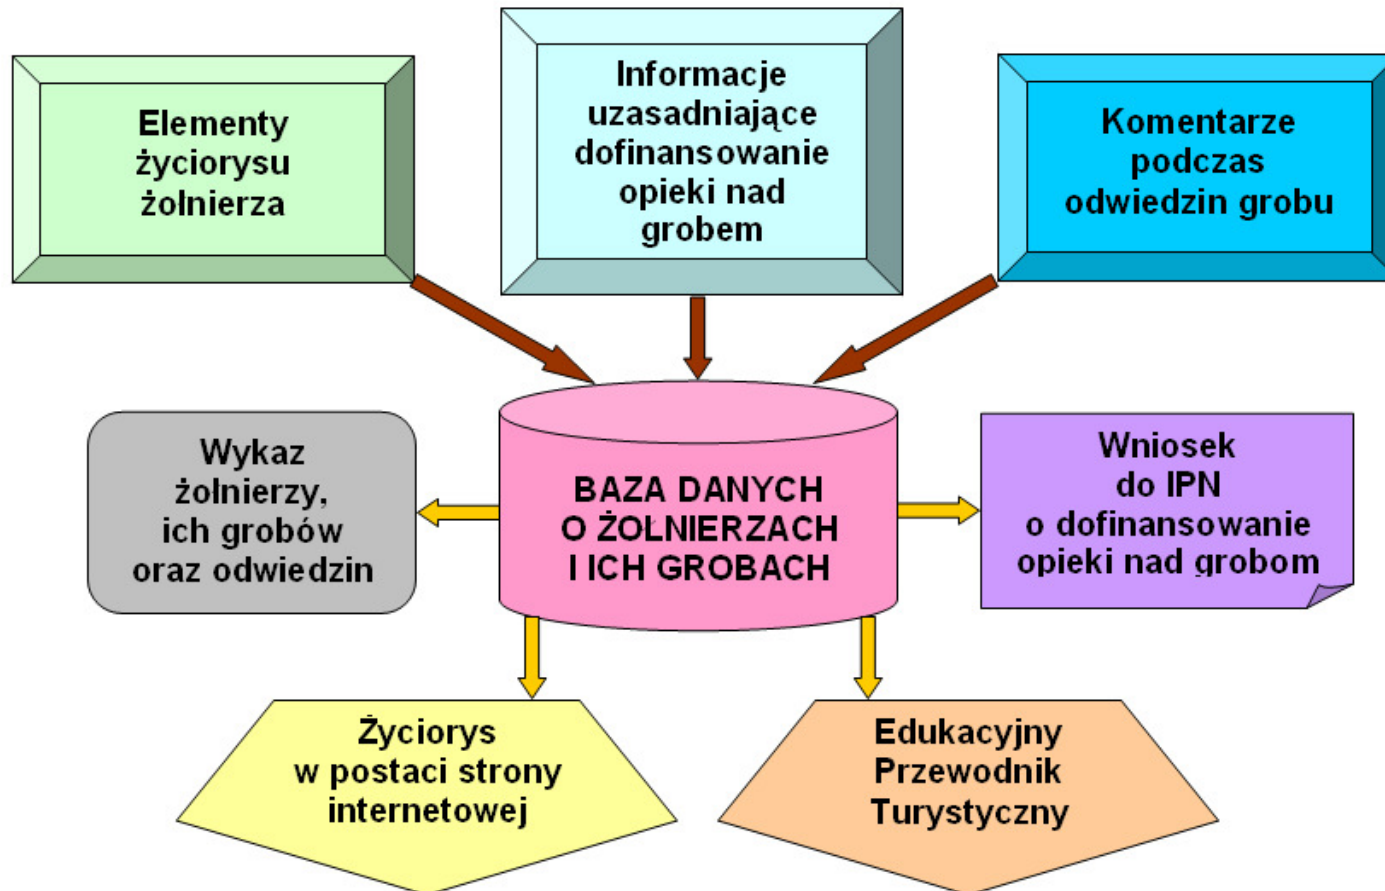 Elementy
życiorysu
żołnierza
Informacje
uzasadniające
dofinansowanie
opieki nad
grobem
Komentarze
podczas
odwiedzin grobu
Wykaz
żołnierzy,
ich grobów
oraz odwiedzin
BAZA DANYCH
O ŻOŁNIERZACH
I ICH GROBACH
Wniosek
do IPN
o dofinansowanie
opieki nad grobom
Życiorys
w postaci strony
internetowej
Edukacyjny
Przewodnik
Turystyczny